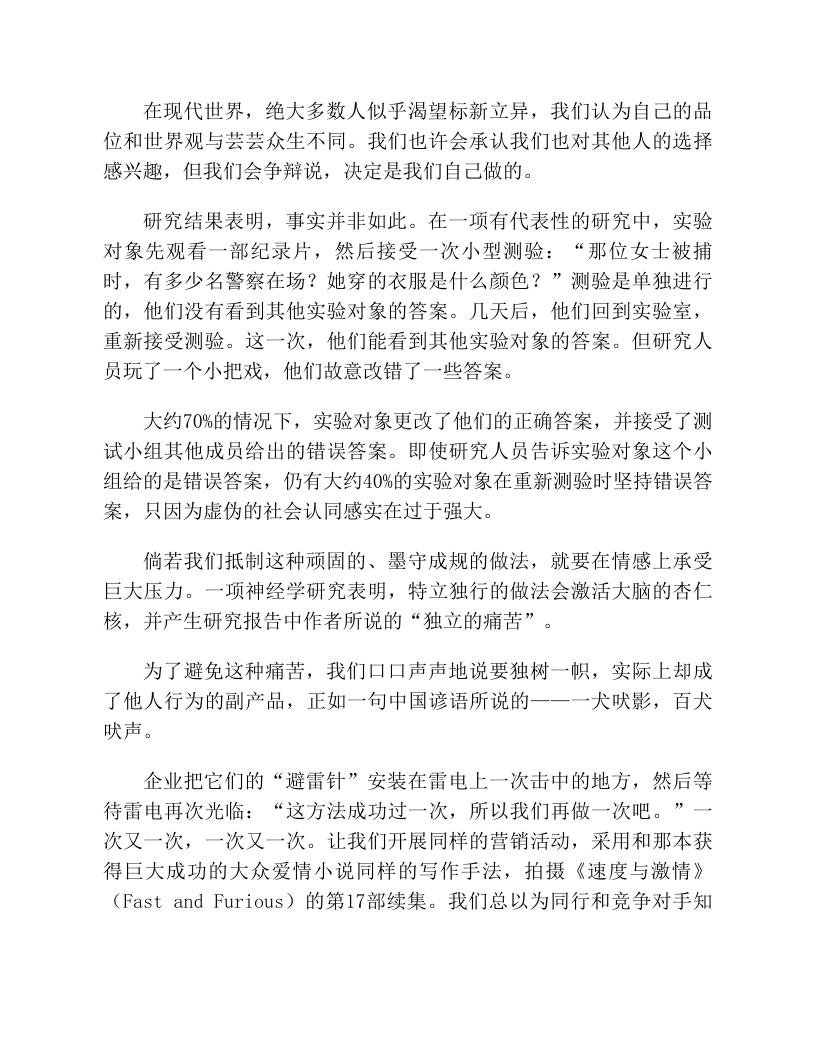 在现代世界，绝大多数人似乎渴望标新立异，我们认为自己的品
位和世界观与芸芸众生不同。我们也许会承认我们也对其他人的选择
感兴趣，但我们会争辩说，决定是我们自己做的。
研究结果表明，事实并非如此。在一项有代表性的研究中，实验
对象先观看一部纪录片，然后接受一次小型测验：“那位女士被捕
时，有多少名警察在场？她穿的衣服是什么颜色？”测验是单独进行
的，他们没有看到其他实验对象的答案。几天后，他们回到实验室，
重新接受测验。这一次，他们能看到其他实验对象的答案。但研究人
员玩了一个小把戏，他们故意改错了一些答案。
大约70%的情况下，实验对象更改了他们的正确答案，并接受了测
试小组其他成员给出的错误答案。即使研究人员告诉实验对象这个小
组给的是错误答案，仍有大约40%的实验对象在重新测验时坚持错误答
案，只因为虚伪的社会认同感实在过于强大。
倘若我们抵制这种顽固的、墨守成规的做法，就要在情感上承受
巨大压力。一项神经学研究表明，特立独行的做法会激活大脑的杏仁
核，并产生研究报告中作者所说的“独立的痛苦”。
为了避免这种痛苦，我们口口声声地说要独树一帜，实际上却成
了他人行为的副产品，正如一句中国谚语所说的——一犬吠影，百犬
吠声。
企业把它们的“避雷针”安装在雷电上一次击中的地方，然后等
待雷电再次光临：“这方法成功过一次，所以我们再做一次吧。”一
次又一次，一次又一次。让我们开展同样的营销活动，采用和那本获
得巨大成功的大众爱情小说同样的写作手法，拍摄《速度与激情》
（Fast and Furious）的第17部续集。我们总以为同行和竞争对手知